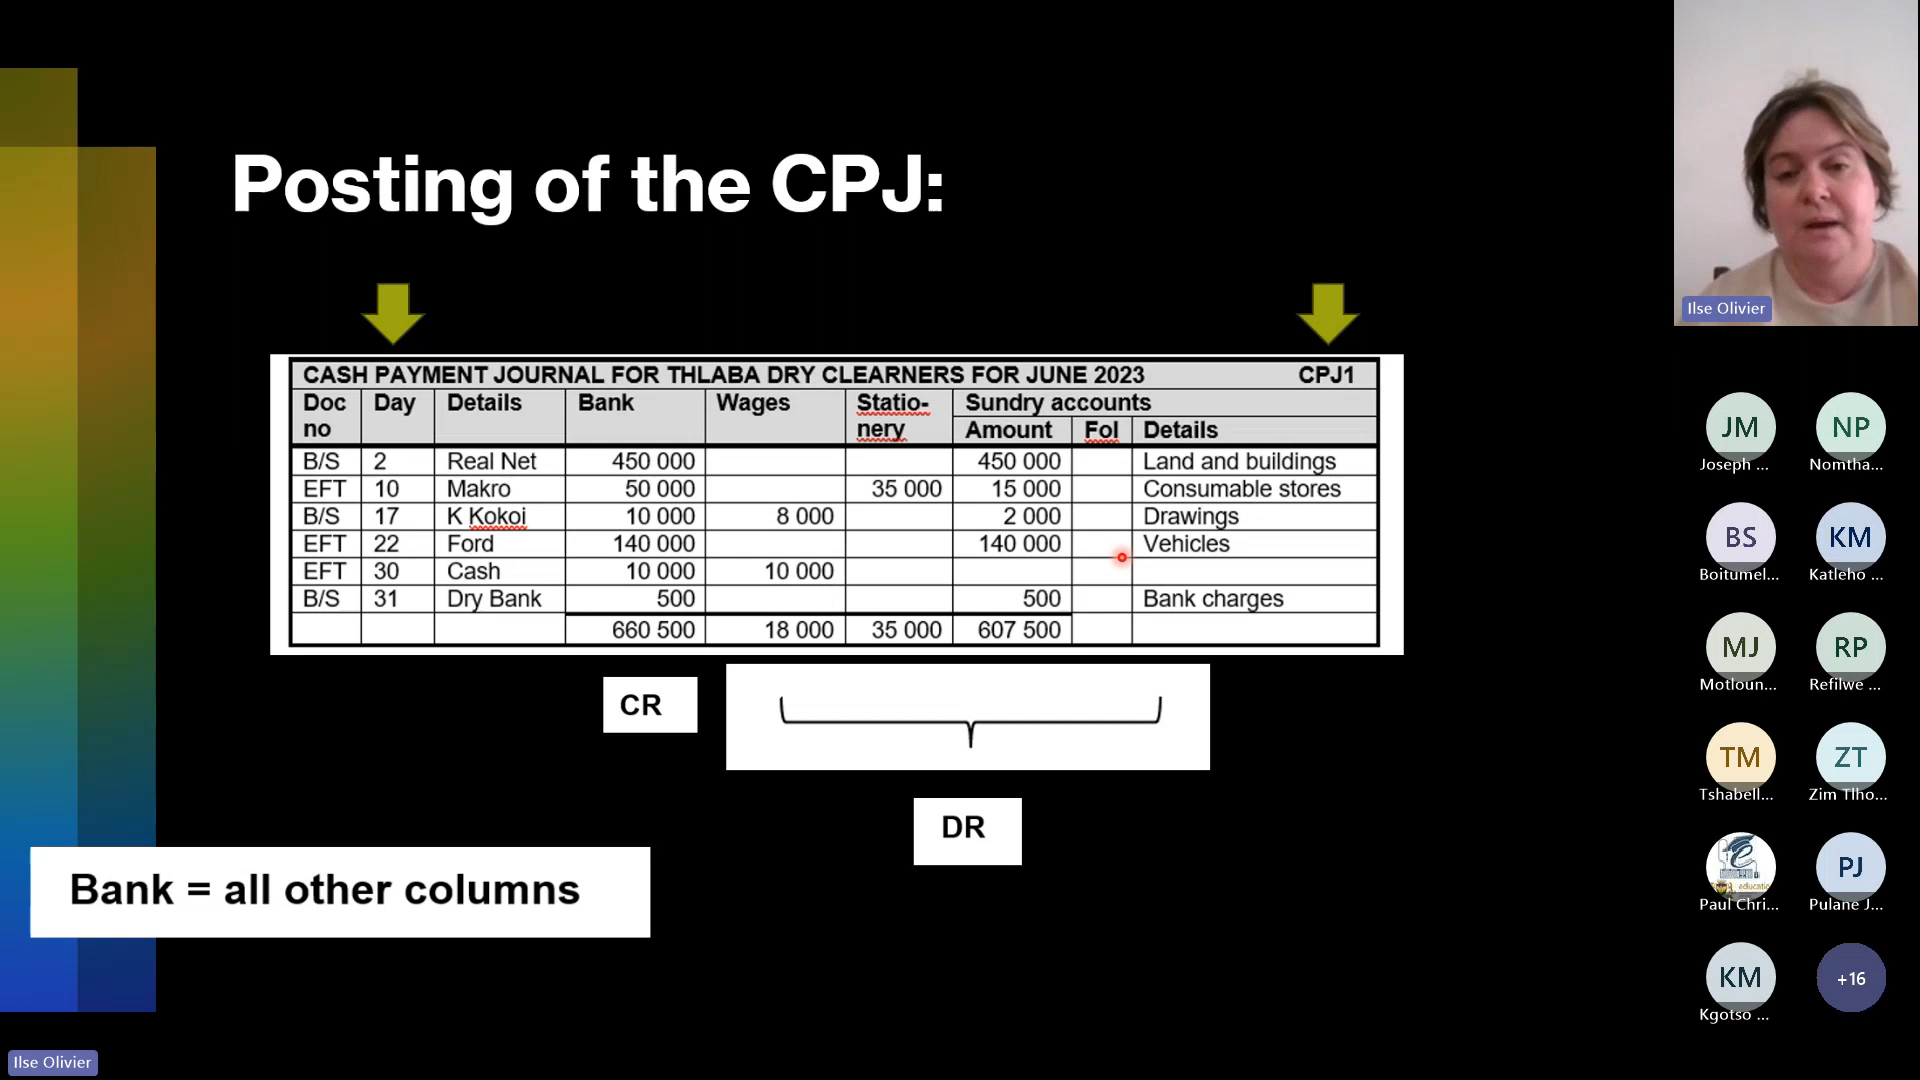 Posting of the CPJ:
CASH PAYMENT JOURNAL FOR THLABA DRY CLEARNERS FOR JUNE 2023 CPJ1
Doc no Day Details Bank Wages Statio-nery Sundry accounts
Amount Fol Details
B/S 2 Real Net 450 000 450 000 Land and buildings
EFT 10 Makro 50 000 35 000 15 000 Consumable stores
B/S 17 K Kokoi 10 000 8 000 2 000 Drawings
EFT 22 Ford 140 000 140 000 Vehicles
EFT 30 Cash 10 000 10 000
B/S 31 Dry Bank 500 500 Bank charges
660 500 18 000 35 000 607 500
CR
DR
Bank = all other columns
Ilse Olivier
Ilse Olivier
JM NP
Joseph ... Nomtha...
BS KM
Boitumel... Katleho ...
MJ RP
Motloun... Refilwe ...
TM ZT
Tshabell... Zim Tlho...
PJ
Paul Chri... Pulane J...
KM +16
Kgotso ...